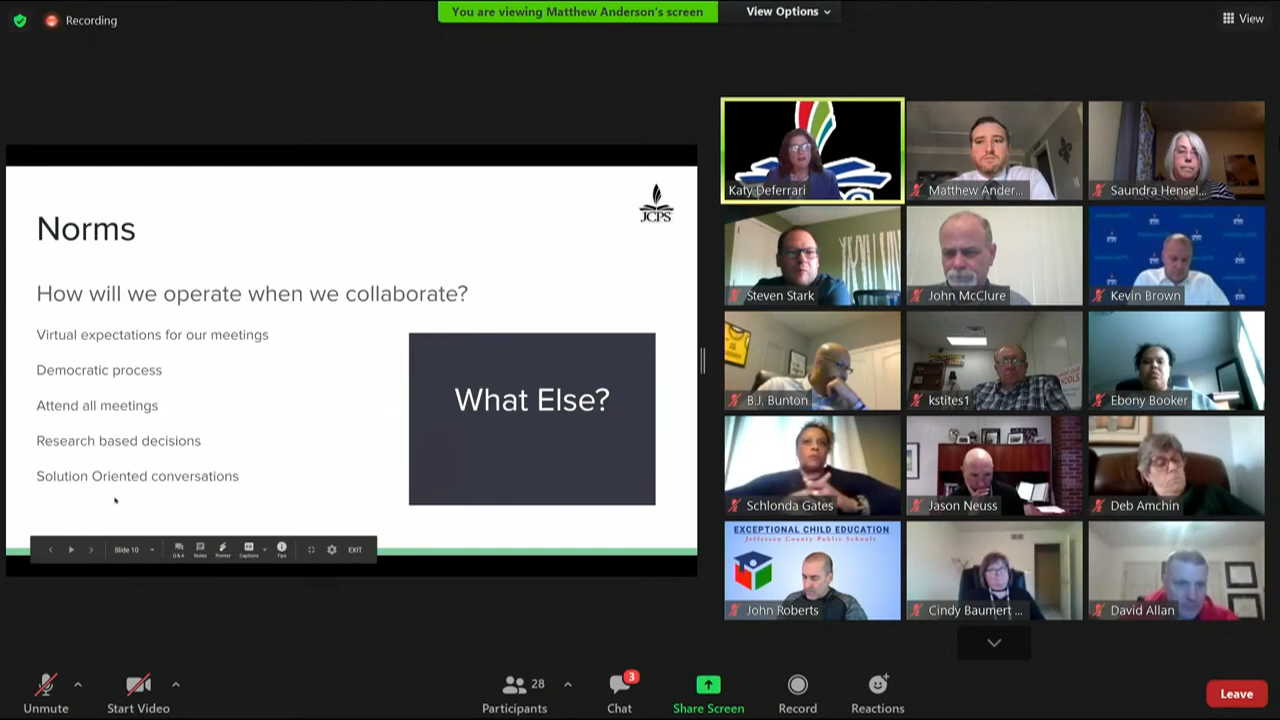 Recording
You are viewing Matthew Anderson's screen
View Options
View
JCPS
Norms
How will we operate when we collaborate?
Virtual expectations for our meetings
Democratic process
Attend all meetings
Research based decisions
Solution Oriented conversations
What Else?
Slide 10
Q&A
Notes
Pointer
Captions
Tips
EXIT
Katy Deferrari
Matthew Ander...
Saundra Hensel...
Steven Stark
John McClure
Kevin Brown
B.J. Bunton
kstites1
Ebony Booker
Schlonda Gates
Jason Neuss
Deb Amchin
EXCEPTIONAL CHILD EDUCATION
Jefferson County Public Schools
John Roberts
Cindy Baumert ...
David Allan
Unmute
Start Video
28
Participants
3
Chat
Share Screen
Record
Reactions
Leave